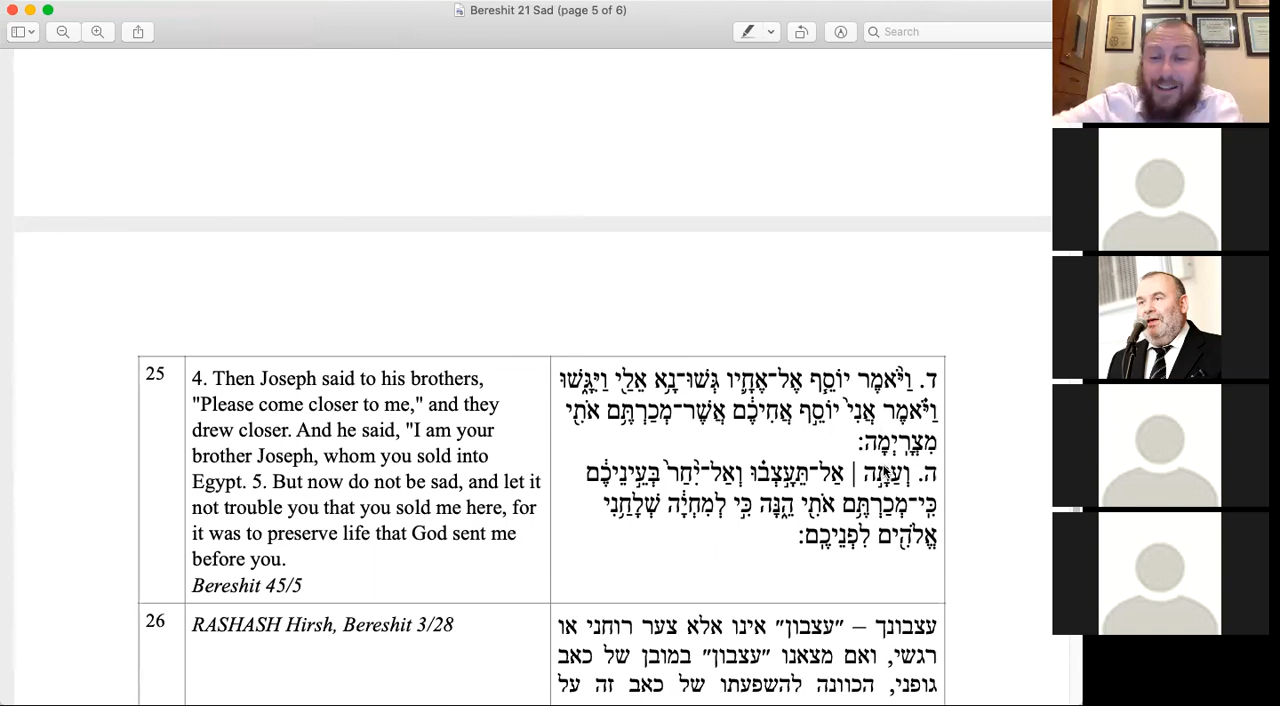 Bereshit 21 Sad (page 5 of 6)
Search
25
4. Then Joseph said to his brothers,
"Please come closer to me," and they
drew closer. And he said, "I am your
brother Joseph, whom you sold into
Egypt. 5. But now do not be sad, and let it
not trouble you that you sold me here, for
it was to preserve life that God sent me
before you.
Bereshit 45/5
ד. וַיֹּ֨אמֶר יוֹסֵ֧ף אֶל־אֶחָ֛יו גְּשׁוּ־נָ֥א אֵלַ֖י וַיִּגָּ֑שׁוּ
וַיֹּ֗אמֶר אֲנִי֙ יוֹסֵ֣ף אֲחִיכֶ֔ם אֲשֶׁר־מְכַרְתֶּ֥ם אֹתִ֖י
מִצְרָֽיְמָה:
ה. וְעַתָּ֣ה | אַל־תֵּעָ֣צְב֗וּ וְאַל־יִ֨חַר֙ בְּעֵ֣ינֵיכֶ֔ם
כִּֽי־מְכַרְתֶּ֥ם אֹתִ֖י הֵ֑נָּה כִּ֣י לְמִֽחְיָ֔ה שְׁלָחַ֥נִי
אֱלֹהִ֖ים לִפְנֵיכֶֽם:
26
RASHASH Hirsh, Bereshit 3/28
עצבונך – "עצבון" אינו אלא צער רוחני או
רגשי, ואם מצאנו "עצבון" במובן של כאב
גופני, הכוונה להשפעתו של כאב זה על